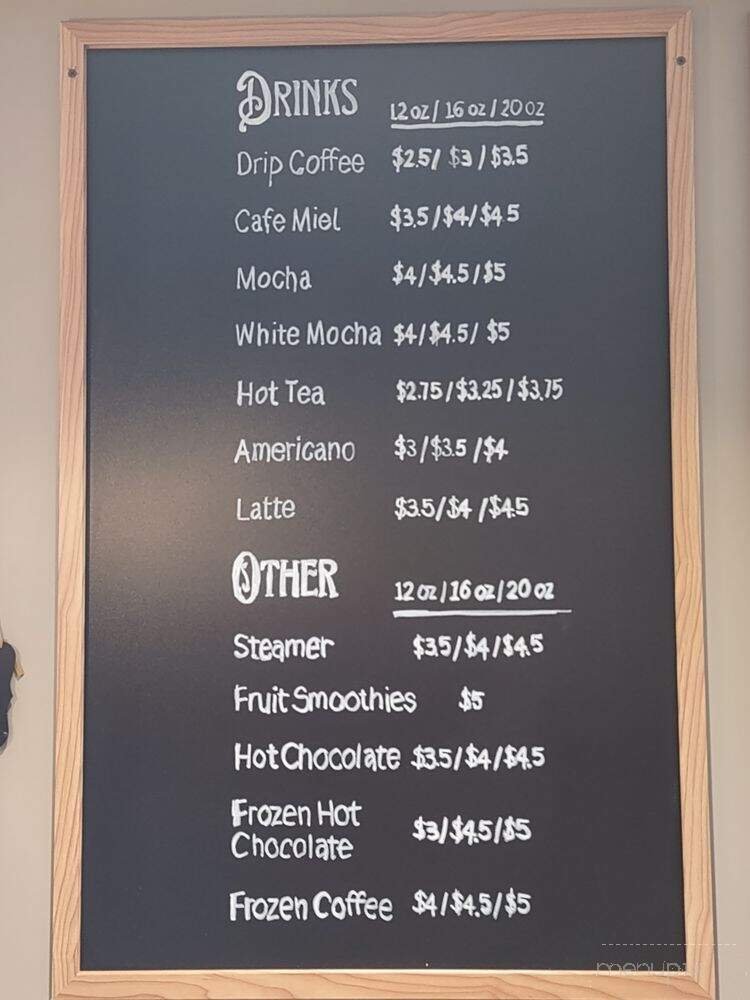 DRINKS 12 oz / 16 oz / 20 oz
Drip Coffee $2.5/ $3 / $3.5
Cafe Miel $3.5/$4/$4.5
Mocha $4/$4.5/$5
White Mocha $4/$4.5/ $5
Hot Tea $2.75/$3.25/$3.75
Americano $3/$3.5/$4
Latte $3.5/$4 /$4.5
OTHER 12 oz/16 oz/20 oz
Steamer $3.5/$4/$4.5
Fruit Smoothies $5
Hot Chocolate $3.5/$4/$4.5
Frozen Hot
Chocolate $3/$4.5/$5
Frozen Coffee $4/$4.5/$5